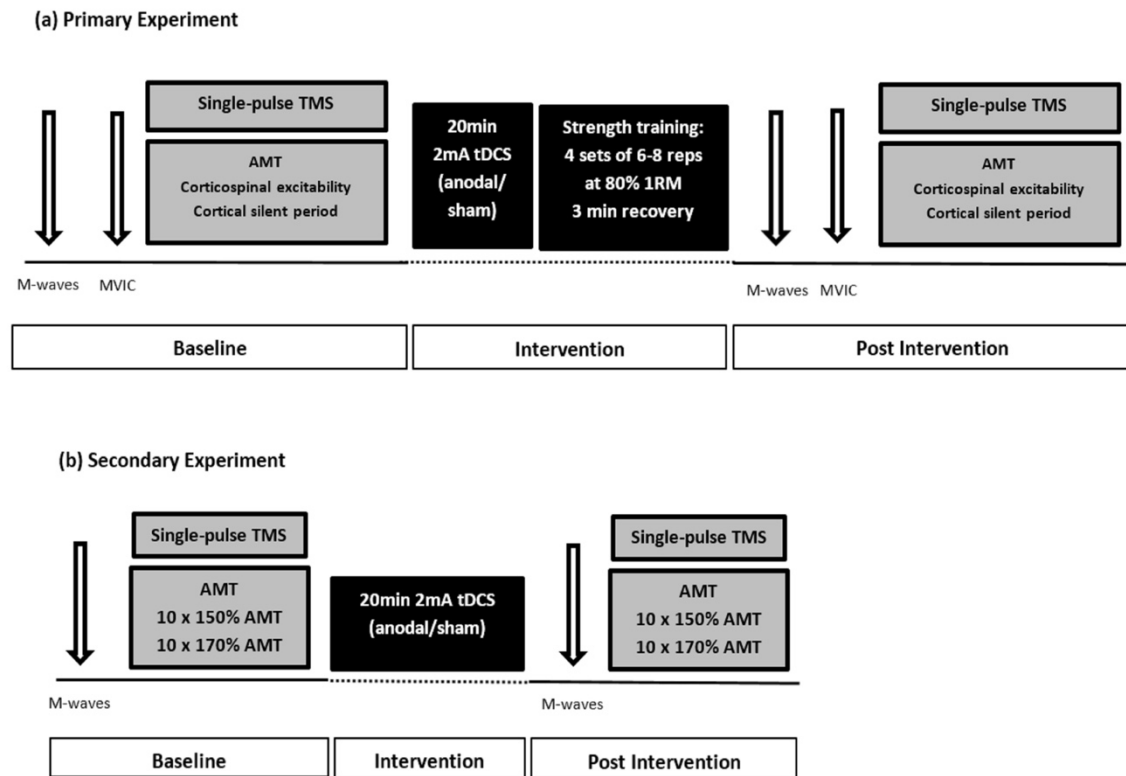 (a) Primary Experiment
Single-pulse TMS
AMT
Corticospinal excitability
Cortical silent period
20min
2mA tDCS
(anodal/
sham)
Strength training:
4 sets of 6-8 reps
at 80% 1RM
3 min recovery
Single-pulse TMS
AMT
Corticospinal excitability
Cortical silent period
M-waves
MVIC
M-waves
MVIC
Baseline
Intervention
Post Intervention
(b) Secondary Experiment
Single-pulse TMS
AMT
10 x 150% AMT
10 x 170% AMT
20min 2mA tDCS
(anodal/sham)
Single-pulse TMS
AMT
10 x 150% AMT
10 x 170% AMT
M-waves
M-waves
Baseline
Intervention
Post Intervention